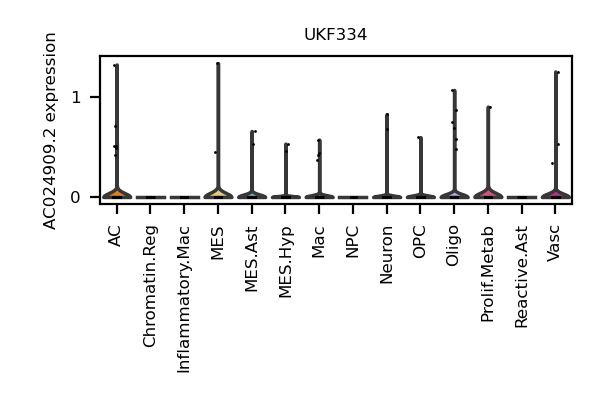 UKF334
AC024909.2 expression
1
0
AC
Chromatin.Reg
Inflammatory.Mac
MES
MES.Ast
MES.Hyp
Mac
NPC
Neuron
OPC
Oligo
Prolif.Metab
Reactive.Ast
Vasc